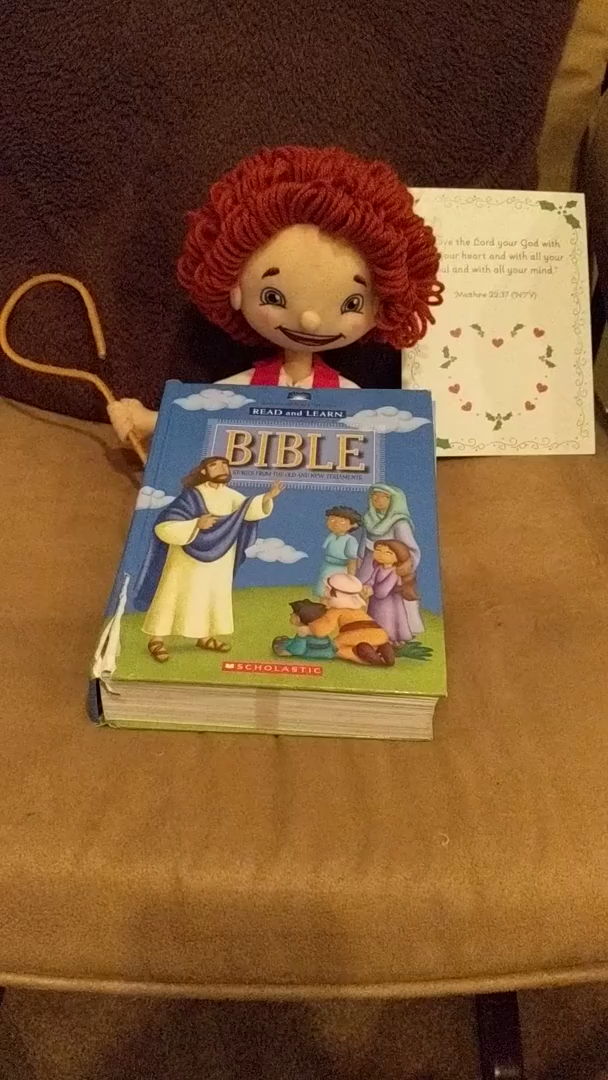 READ and LEARN
BIBLE
STORIES FROM THE OLD AND NEW TESTAMENTS
SCHOLASTIC
the Lord your God with
your heart and with all your
and with all your mind."
Matthew 22:37 (NIV)